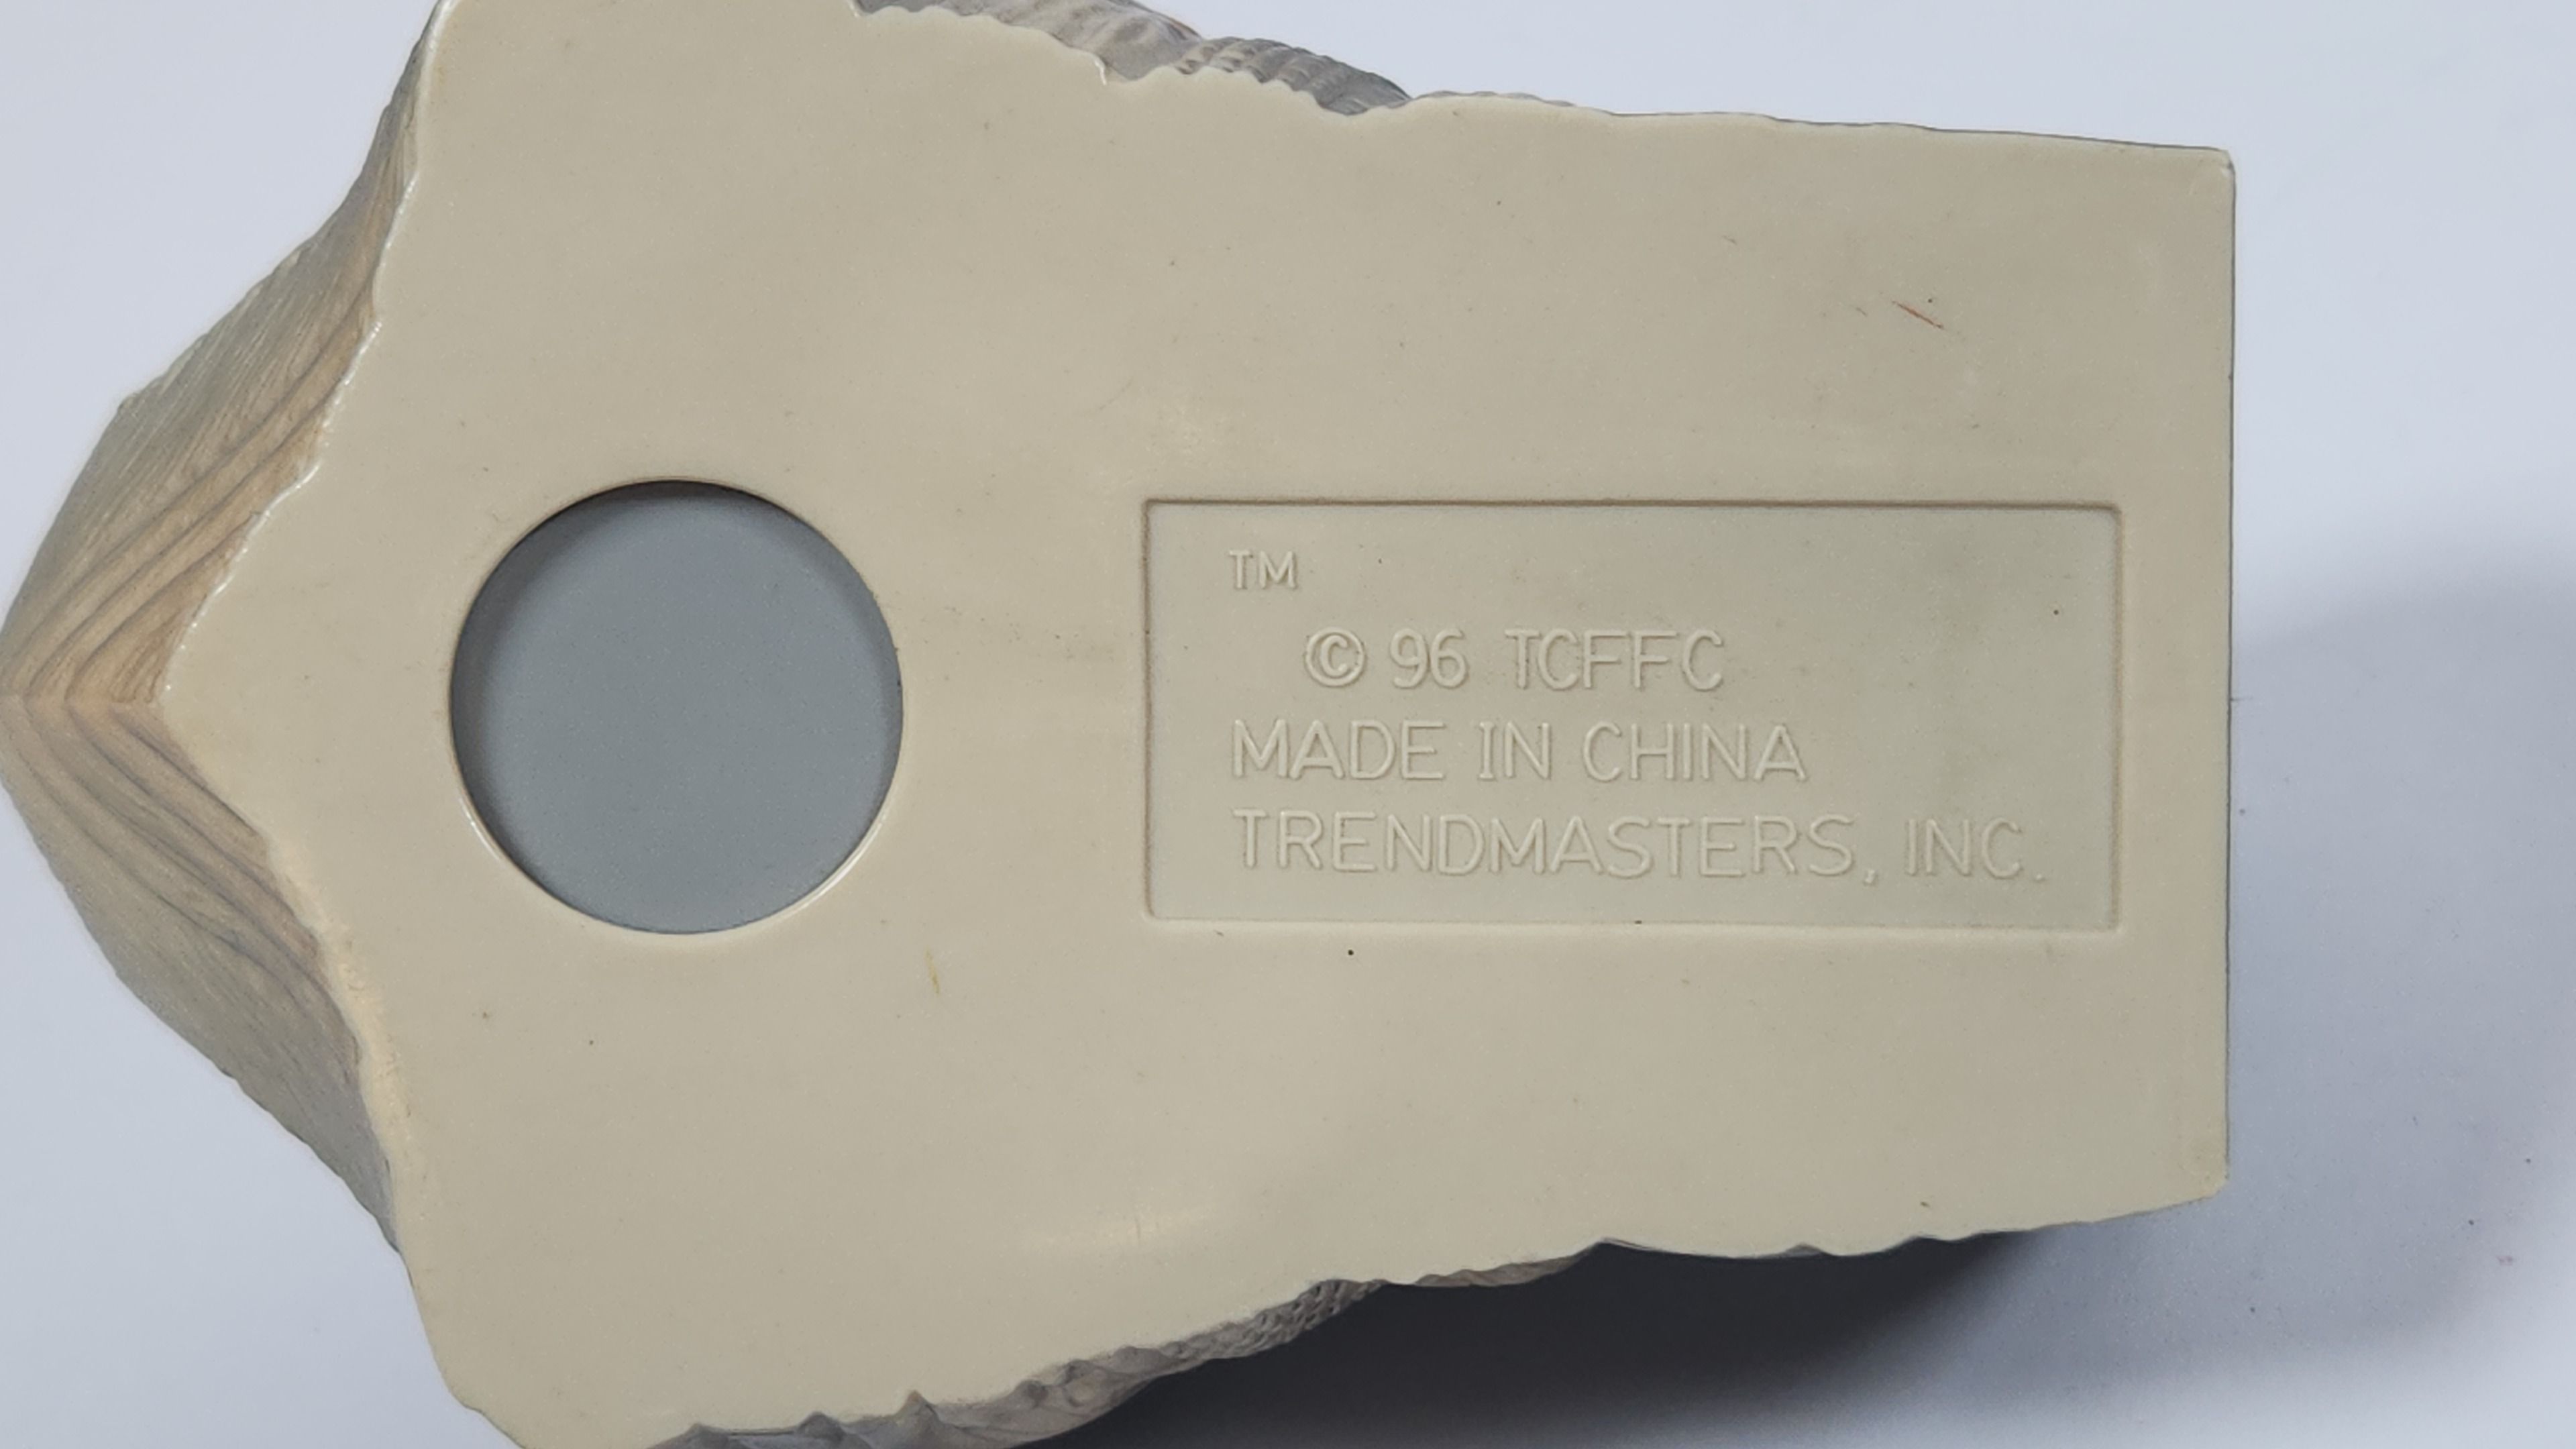 TM
© 96 TCFFC
MADE IN CHINA
TRENDMASTERS, INC.